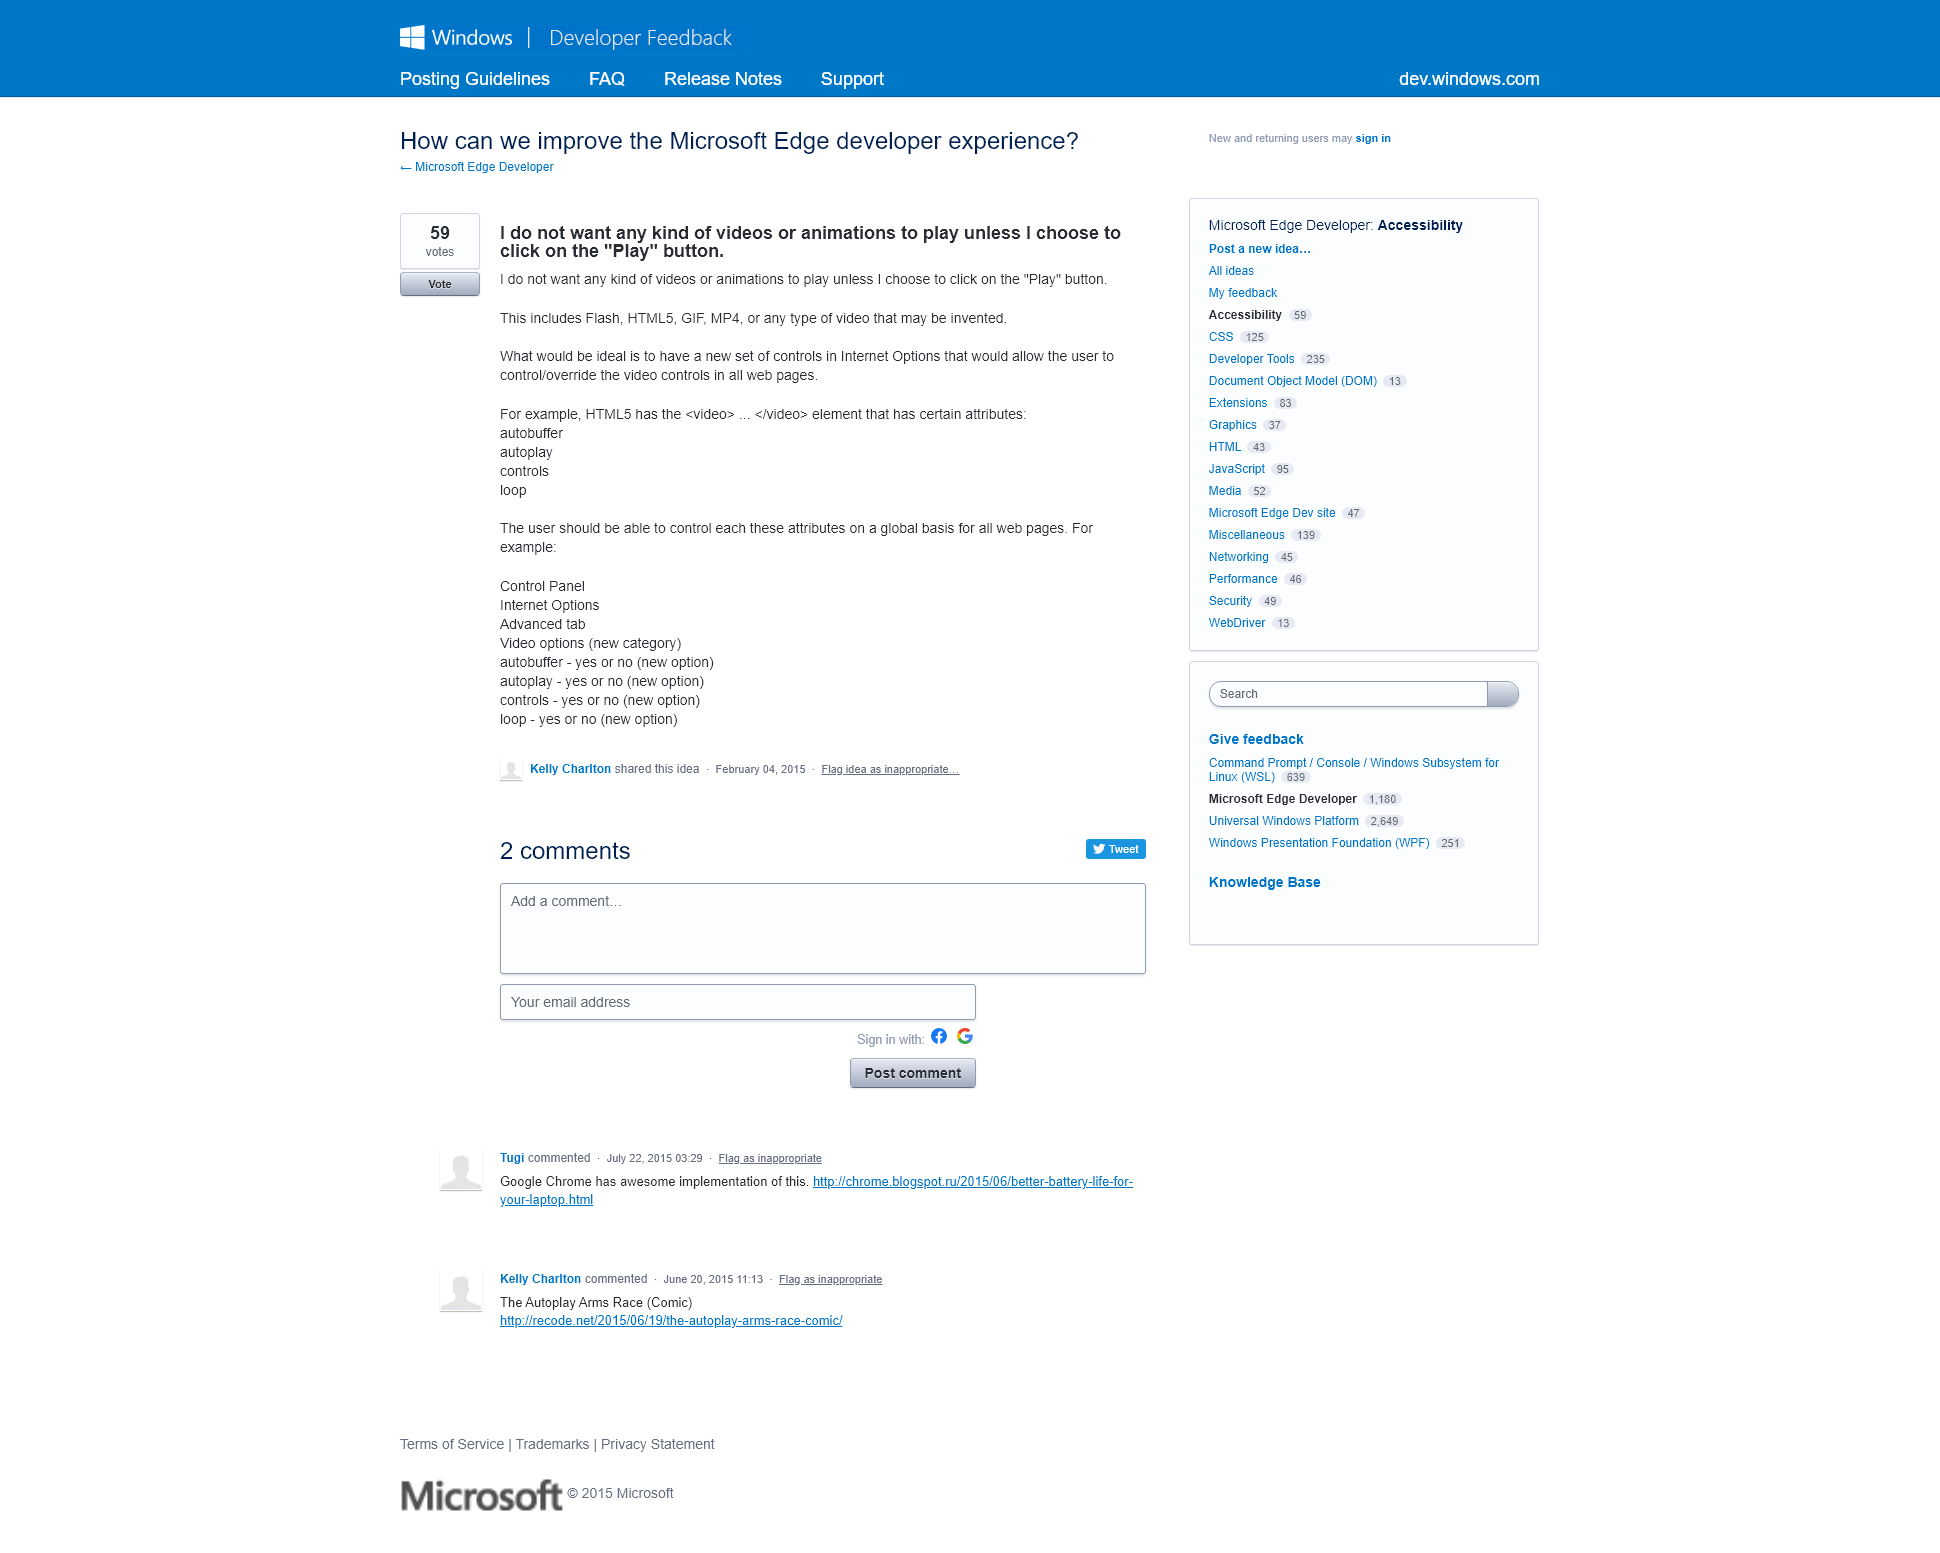 Windows | Developer Feedback
Posting Guidelines FAQ Release Notes Support dev.windows.com
How can we improve the Microsoft Edge developer experience?
← Microsoft Edge Developer
New and returning users may sign in
59
votes
Vote
I do not want any kind of videos or animations to play unless I choose to
click on the "Play" button.
I do not want any kind of videos or animations to play unless I choose to click on the "Play" button.
This includes Flash, HTML5, GIF, MP4, or any type of video that may be invented.
What would be ideal is to have a new set of controls in Internet Options that would allow the user to
control/override the video controls in all web pages.
For example, HTML5 has the <video> ... </video> element that has certain attributes:
autobuffer
autoplay
controls
loop
The user should be able to control each these attributes on a global basis for all web pages. For
example:
Control Panel
Internet Options
Advanced tab
Video options (new category)
autobuffer - yes or no (new option)
autoplay - yes or no (new option)
controls - yes or no (new option)
loop - yes or no (new option)
Kelly Charlton shared this idea · February 04, 2015 · Flag idea as inappropriate…
2 comments
Tweet
Add a comment…
Your email address
Sign in with:
Post comment
Tugi commented · July 22, 2015 03:29 · Flag as inappropriate
Google Chrome has awesome implementation of this. http://chrome.blogspot.ru/2015/06/better-battery-life-for-
your-laptop.html
Kelly Charlton commented · June 20, 2015 11:13 · Flag as inappropriate
The Autoplay Arms Race (Comic)
http://recode.net/2015/06/19/the-autoplay-arms-race-comic/
Microsoft Edge Developer: Accessibility
Post a new idea…
All ideas
My feedback
Accessibility 59
CSS 125
Developer Tools 235
Document Object Model (DOM) 13
Extensions 83
Graphics 37
HTML 43
JavaScript 95
Media 52
Microsoft Edge Dev site 47
Miscellaneous 139
Networking 45
Performance 46
Security 49
WebDriver 13
Search
Give feedback
Command Prompt / Console / Windows Subsystem for
Linux (WSL) 639
Microsoft Edge Developer 1,180
Universal Windows Platform 2,649
Windows Presentation Foundation (WPF) 251
Knowledge Base
Terms of Service | Trademarks | Privacy Statement
Microsoft © 2015 Microsoft